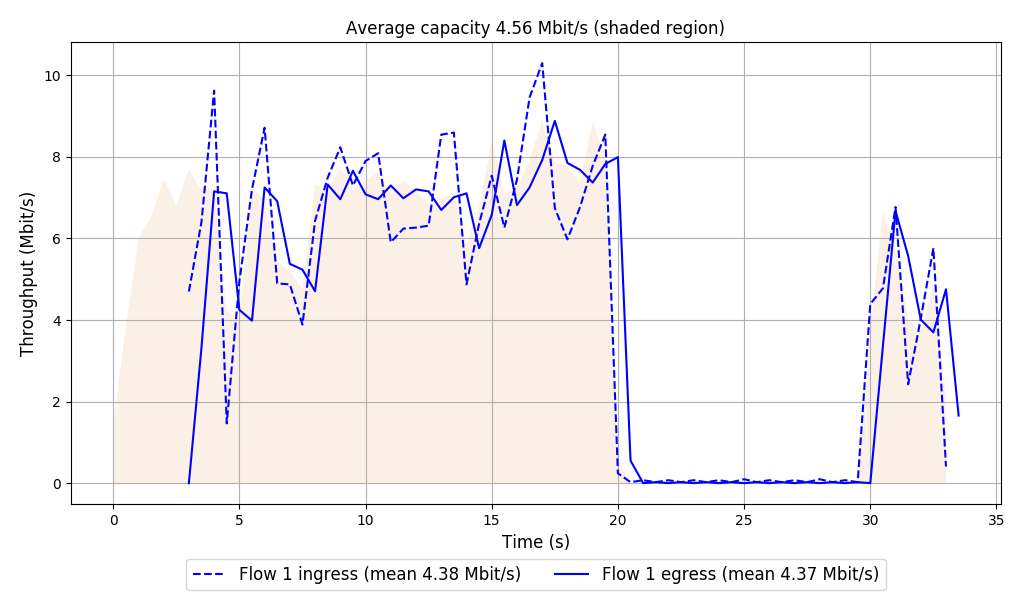 Average capacity 4.56 Mbit/s (shaded region)
Throughput (Mbit/s)
10
8
6
4
2
0
0 5 10 15 20 25 30 35
Time (s)
Flow 1 ingress (mean 4.38 Mbit/s) Flow 1 egress (mean 4.37 Mbit/s)